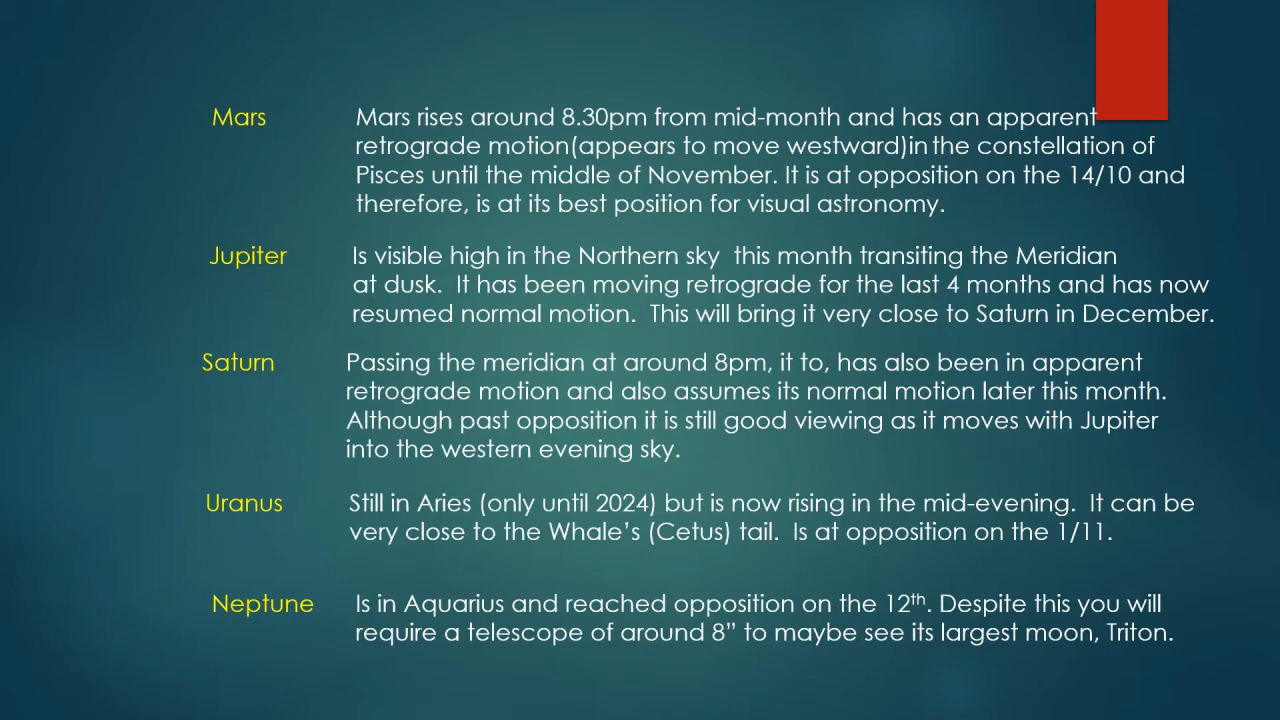 Mars Mars rises around 8.30pm from mid-month and has an apparent
retrograde motion(appears to move westward)in the constellation of
Pisces until the middle of November. It is at opposition on the 14/10 and
therefore, is at its best position for visual astronomy.
Jupiter Is visible high in the Northern sky  this month transiting the Meridian
at dusk.  It has been moving retrograde for the last 4 months and has now
resumed normal motion.  This will bring it very close to Saturn in December.
Saturn Passing the meridian at around 8pm, it to, has also been in apparent
retrograde motion and also assumes its normal motion later this month.
Although past opposition it is still good viewing as it moves with Jupiter
into the western evening sky.
Uranus Still in Aries (only until 2024) but is now rising in the mid-evening.  It can be
very close to the Whale’s (Cetus) tail.  Is at opposition on the 1/11.
Neptune Is in Aquarius and reached opposition on the 12th. Despite this you will
require a telescope of around 8” to maybe see its largest moon, Triton.